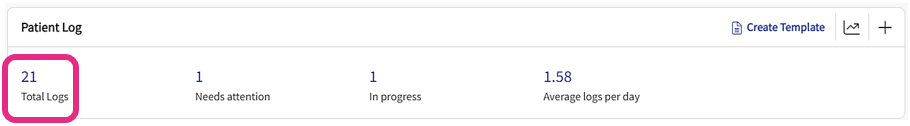 Patient Log
Create Template
21
Total Logs
1
Needs attention
1
In progress
1.58
Average logs per day